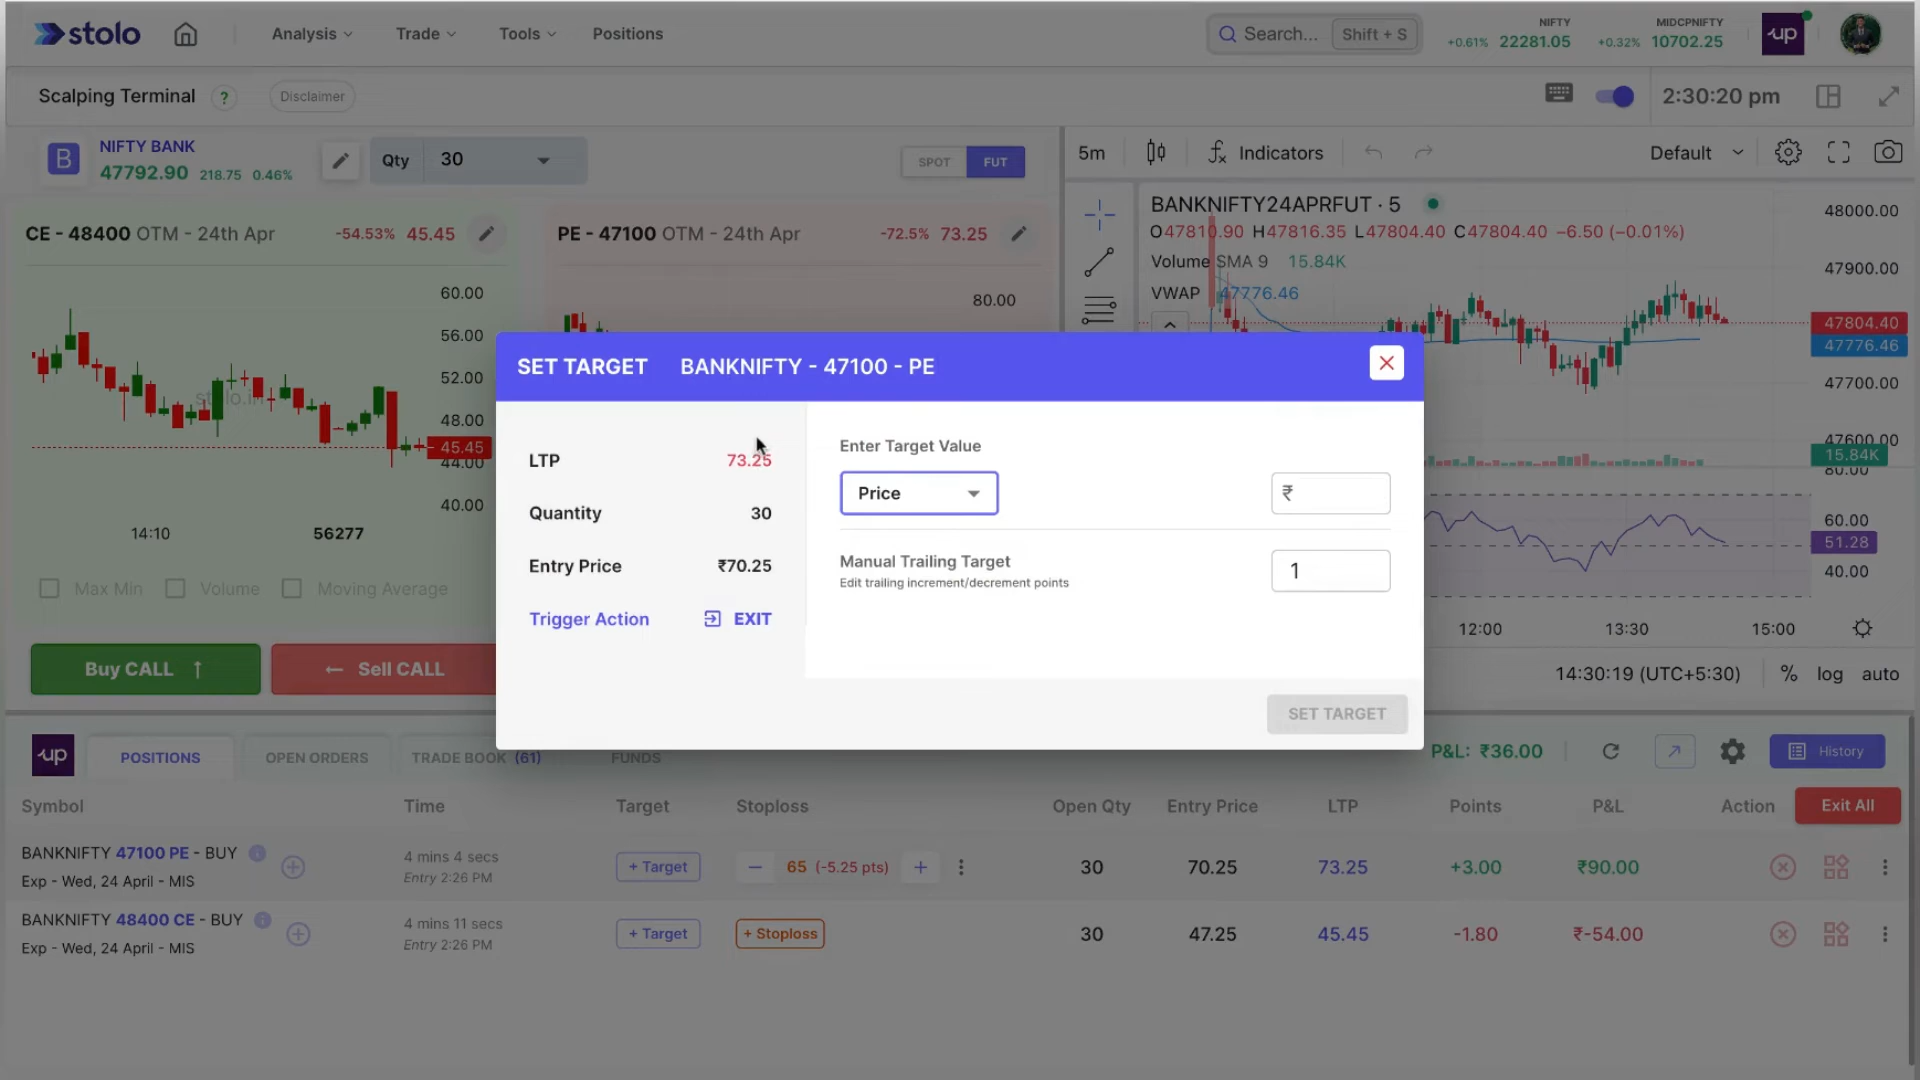 stolo
Analysis
Trade
Tools
Positions
Search...
Shift + S
NIFTY
+0.61% 22281.05
MIDCPNIFTY
+0.32% 10702.25
up
Scalping Terminal ?
Disclaimer
2:30:20 pm
B
NIFTY BANK
47792.90 218.75 0.46%
Qty 30
SPOT
FUT
5m
Indicators
Default
CE - 48400 OTM - 24th Apr -54.53% 45.45
PE - 47100 OTM - 24th Apr -72.5% 73.25
60.00
56.00
52.00
48.00
45.45
44.00
40.00
14:10
56277
80.00
BANKNIFTY24APRFUT · 5
O47810.90 H47816.35 L47804.40 C47804.40 −6.50 (−0.01%)
Volume SMA 9 15.84K
VWAP 47776.46
48000.00
47900.00
47804.40
47776.46
47700.00
47600.00
15.84K
80.00
60.00
51.28
40.00
12:00
13:30
15:00
14:30:19 (UTC+5:30)
%
log
auto
Max Min
Volume
Moving Average
Buy CALL ↑
← Sell CALL
SET TARGET BANKNIFTY - 47100 - PE
LTP 73.25
Quantity 30
Entry Price ₹70.25
Trigger Action EXIT
Enter Target Value
Price
₹
Manual Trailing Target
Edit trailing increment/decrement points
1
SET TARGET
up
POSITIONS
OPEN ORDERS
TRADE BOOK (61)
FUNDS
P&L: ₹36.00
History
Symbol
Time
Target
Stoploss
Open Qty
Entry Price
LTP
Points
P&L
Action
Exit All
BANKNIFTY 47100 PE - BUY
Exp - Wed, 24 April - MIS
4 mins 4 secs
Entry 2:26 PM
+ Target
− 65 (-5.25 pts) +
30
70.25
73.25
+3.00
₹90.00
BANKNIFTY 48400 CE - BUY
Exp - Wed, 24 April - MIS
4 mins 11 secs
Entry 2:26 PM
+ Target
+ Stoploss
30
47.25
45.45
-1.80
₹-54.00